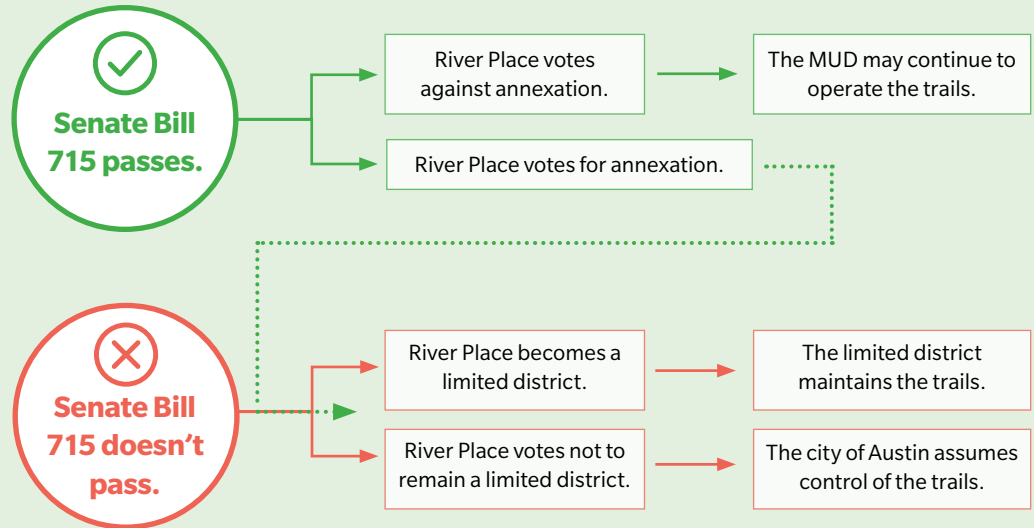 Senate Bill
715 passes.
River Place votes
against annexation.
The MUD may continue to
operate the trails.
River Place votes for annexation.
Senate Bill
715 doesn’t
pass.
River Place becomes a
limited district.
The limited district
maintains the trails.
River Place votes not to
remain a limited district.
The city of Austin assumes
control of the trails.